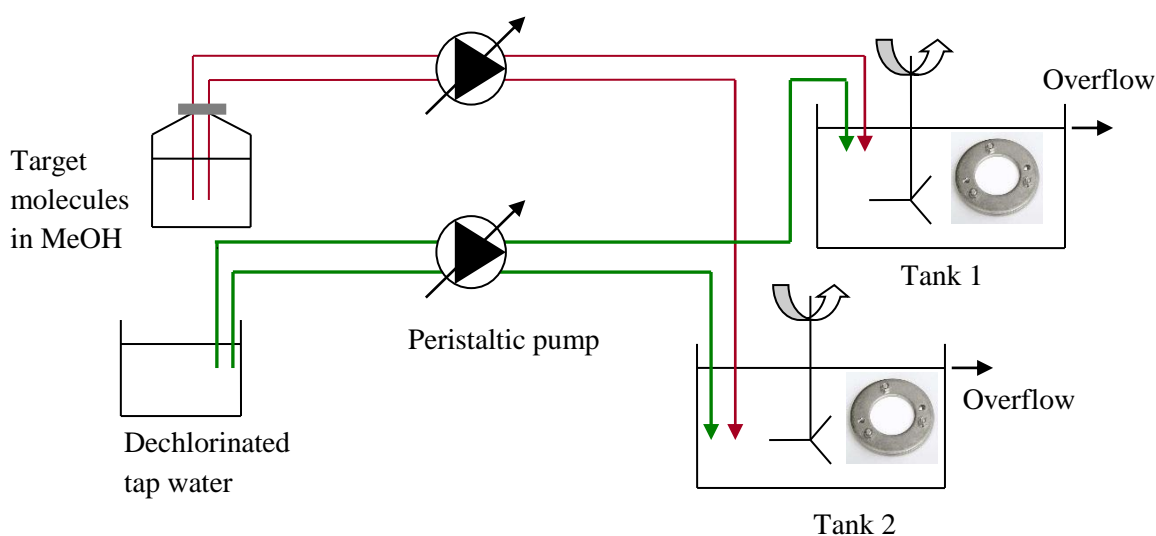 Overflow
Target
molecules
in MeOH
Tank 1
Peristaltic pump
Overflow
Dechlorinated
tap water
Tank 2